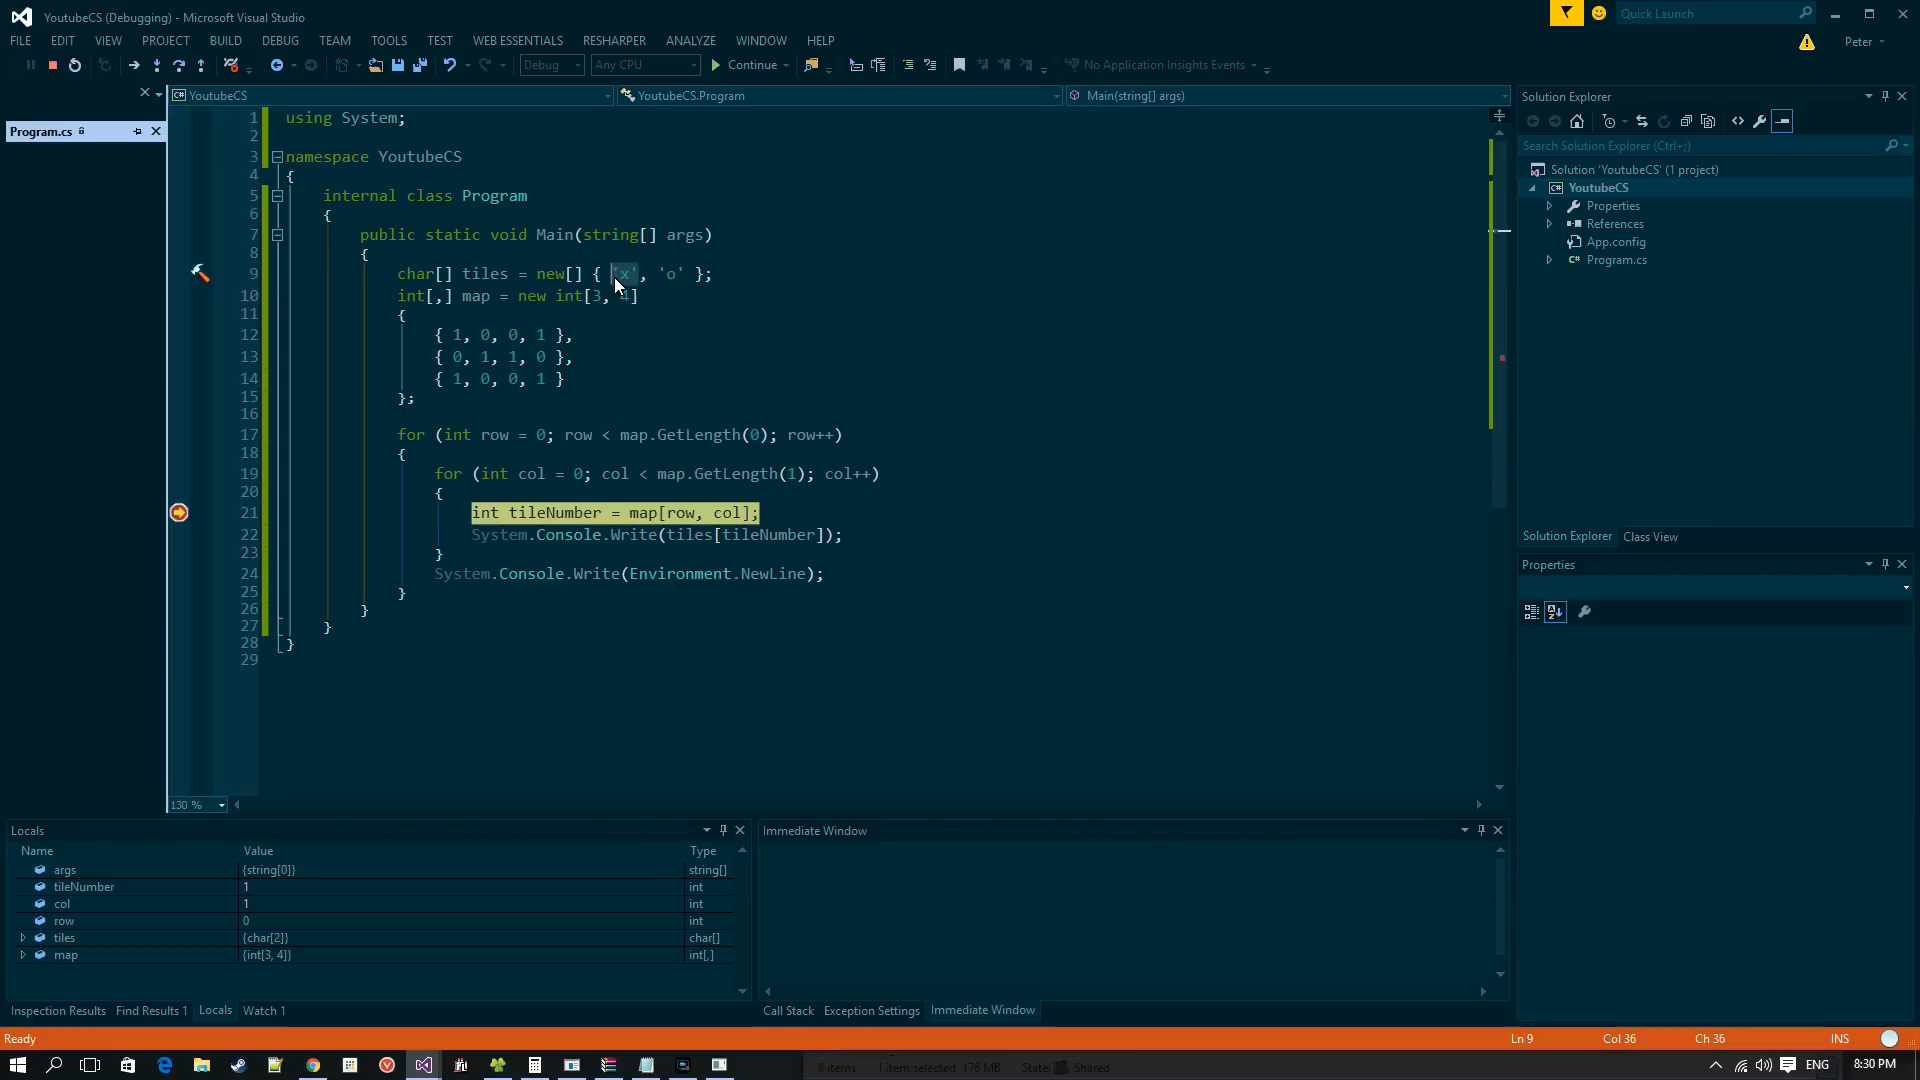 YoutubeCS (Debugging) - Microsoft Visual Studio
Quick Launch
FILE EDIT VIEW PROJECT BUILD DEBUG TEAM TOOLS TEST WEB ESSENTIALS RESHARPER ANALYZE WINDOW HELP
Peter
Debug Any CPU Continue No Application Insights Events
YoutubeCS YoutubeCS.Program Main(string[] args)
Program.cs
1 using System;
2
3 namespace YoutubeCS
4 {
5 internal class Program
6 {
7 public static void Main(string[] args)
8 {
9 char[] tiles = new[] { 'x', 'o' };
10 int[,] map = new int[3, 4]
11 {
12 { 1, 0, 0, 1 },
13 { 0, 1, 1, 0 },
14 { 1, 0, 0, 1 }
15 };
16
17 for (int row = 0; row < map.GetLength(0); row++)
18 {
19 for (int col = 0; col < map.GetLength(1); col++)
20 {
21 int tileNumber = map[row, col];
22 System.Console.Write(tiles[tileNumber]);
23 }
24 System.Console.Write(Environment.NewLine);
25 }
26 }
27 }
28 }
29
130 %
Solution Explorer
Search Solution Explorer (Ctrl+;)
Solution 'YoutubeCS' (1 project)
YoutubeCS
Properties
References
App.config
Program.cs
Solution Explorer Class View
Properties
Locals
Name Value Type
args {string[0]} string[]
tileNumber 1 int
col 1 int
row 0 int
tiles {char[2]} char[]
map {int[3, 4]} int[,]
Inspection Results Find Results 1 Locals Watch 1
Immediate Window
Call Stack Exception Settings Immediate Window
Ready Ln 9 Col 36 Ch 36 INS
8 items 1 item selected 176 MB State: Shared
ENG 8:30 PM